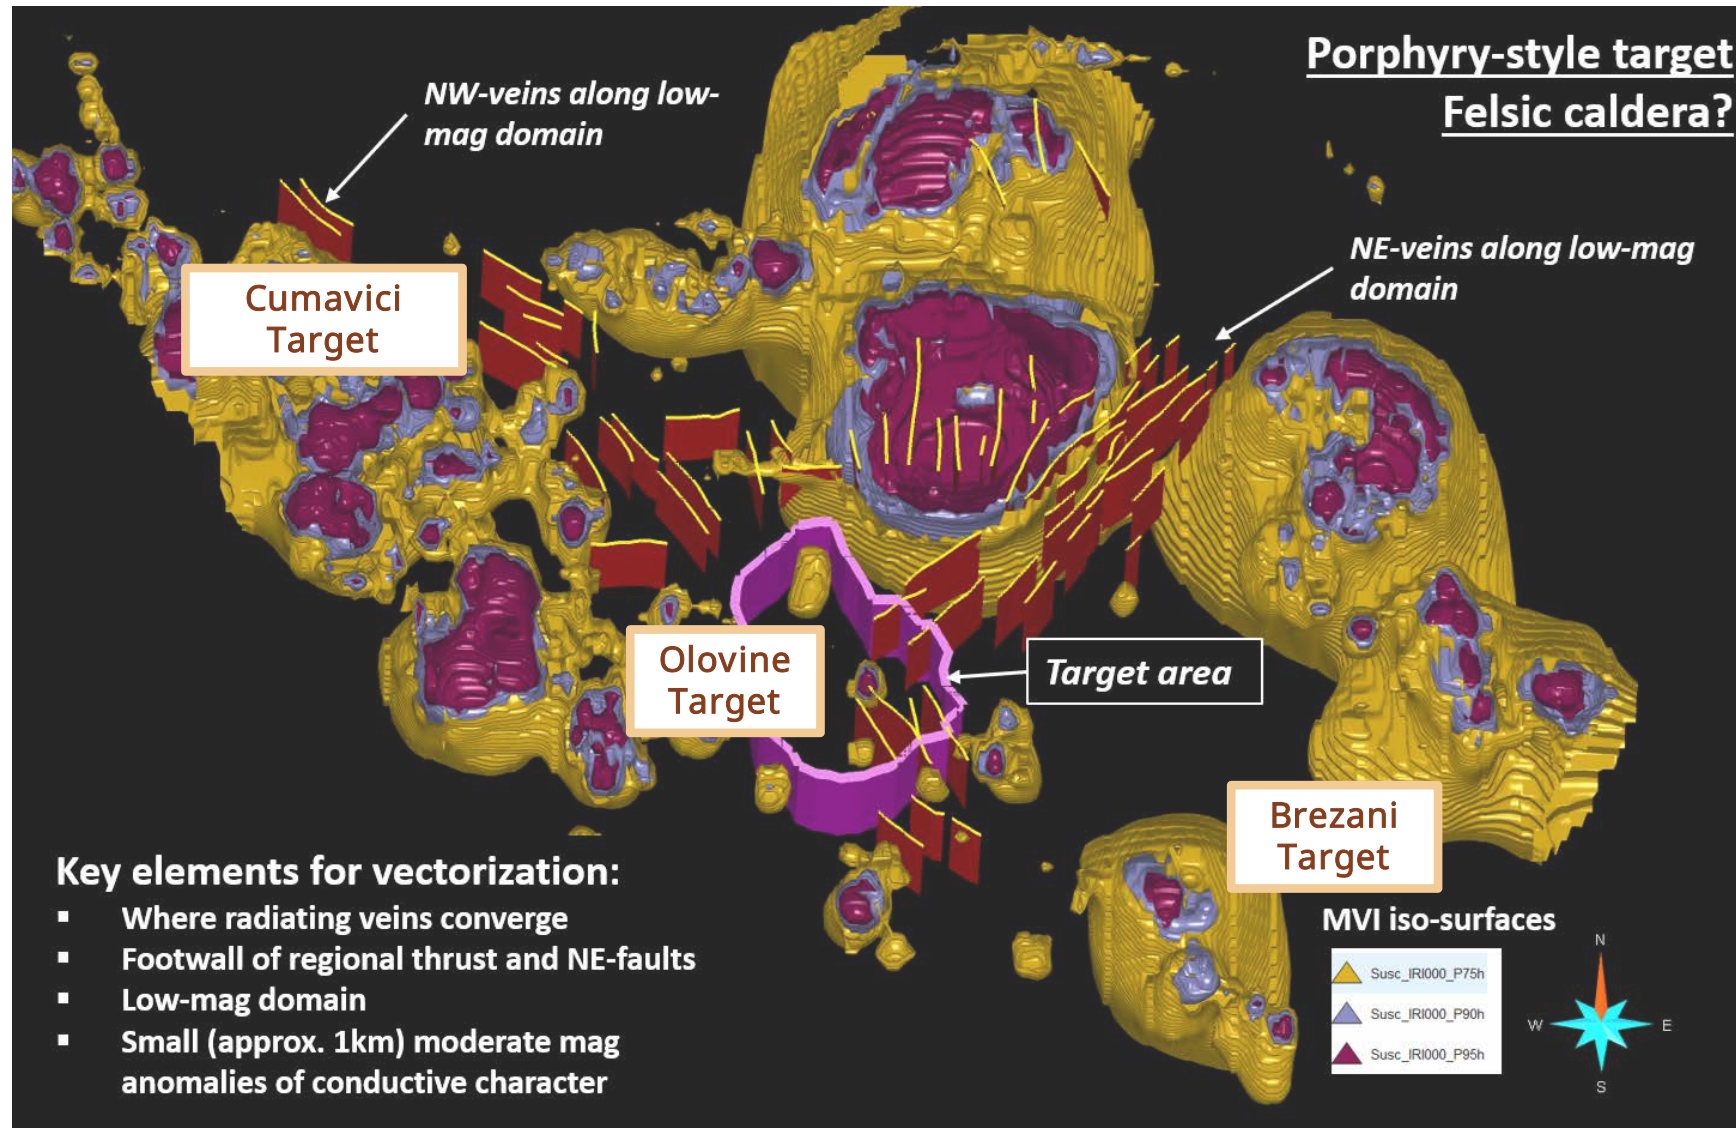 Porphyry-style target
Felsic caldera?
NW-veins along low-
mag domain
NE-veins along low-mag
domain
Cumavici
Target
Olovine
Target
Target area
Brezani
Target
Key elements for vectorization:
▪ Where radiating veins converge
▪ Footwall of regional thrust and NE-faults
▪ Low-mag domain
▪ Small (approx. 1km) moderate mag
anomalies of conductive character
MVI iso-surfaces
Susc_IRI000_P75h
Susc_IRI000_P90h
Susc_IRI000_P95h
N
W
E
S